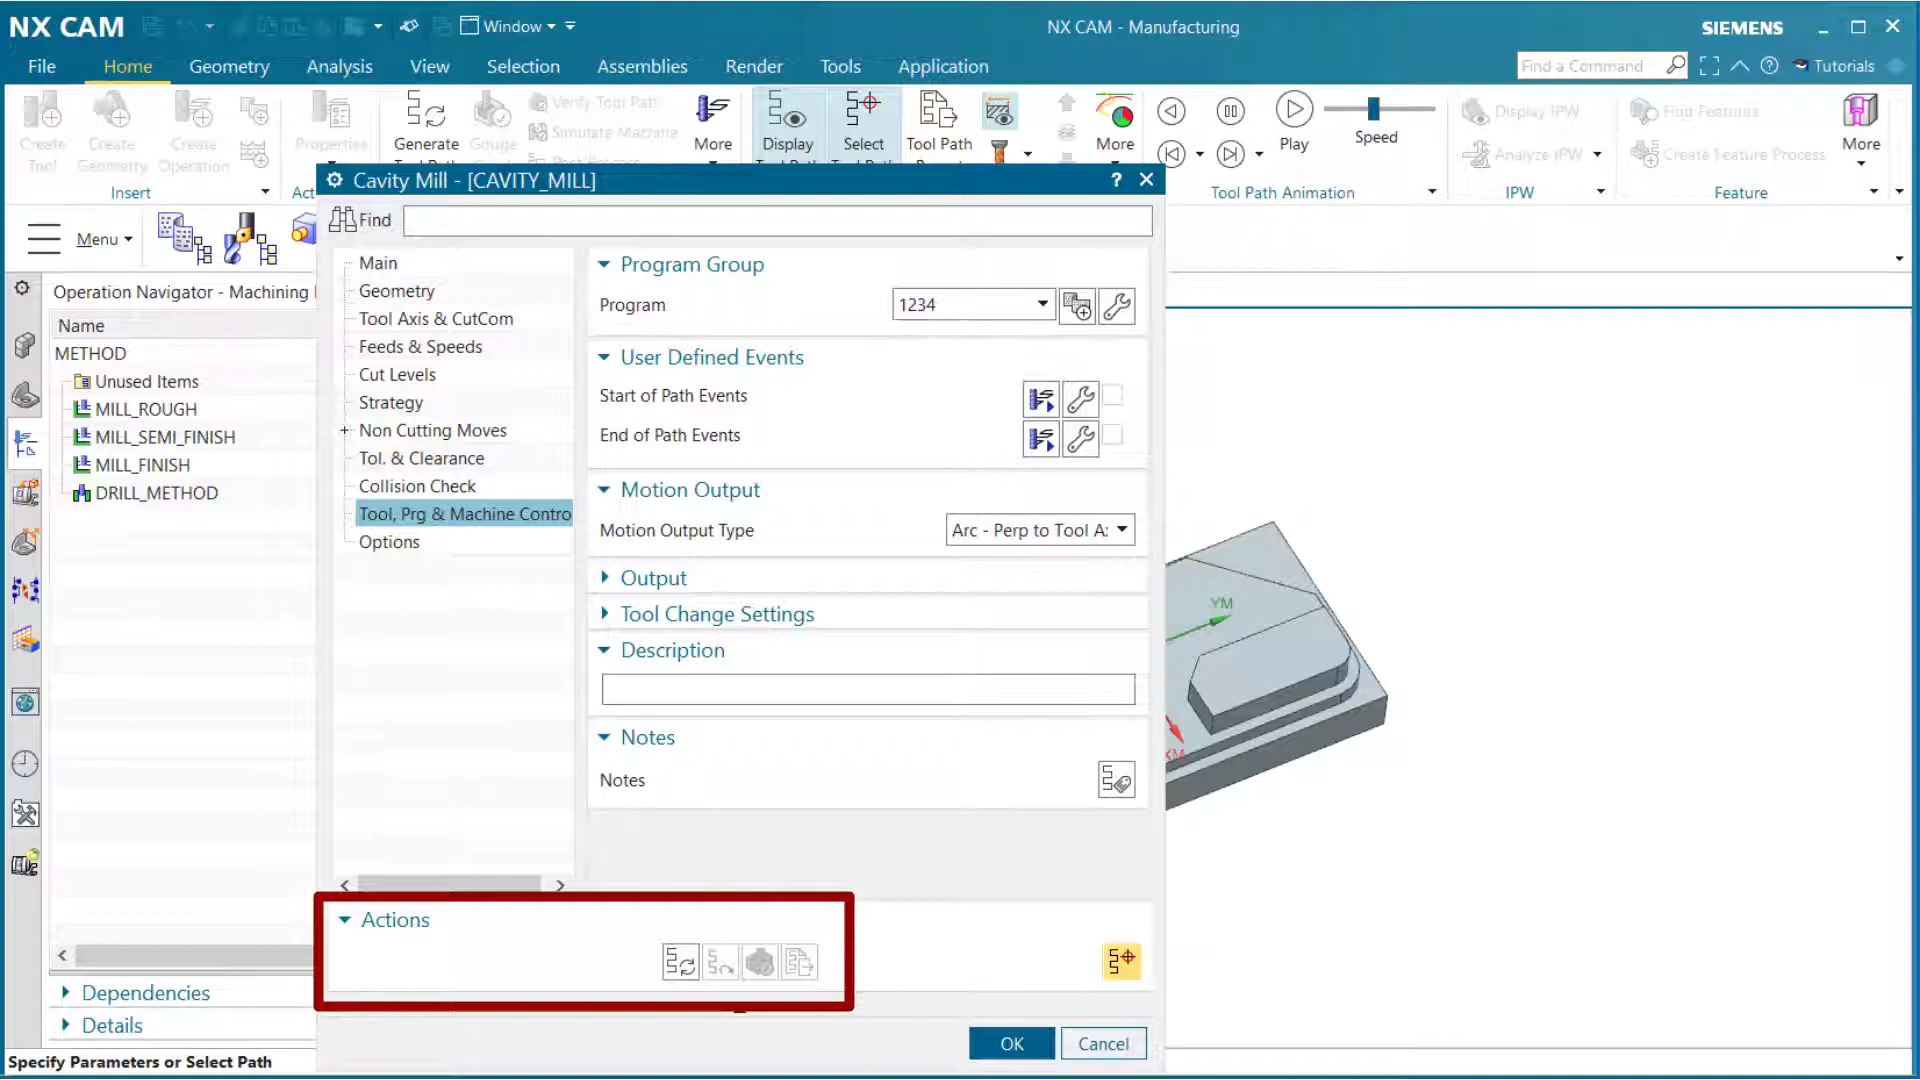 NX CAM
Window
NX CAM - Manufacturing
SIEMENS
File
Home
Geometry
Analysis
View
Selection
Assemblies
Render
Tools
Application
Find a Command
Tutorials
Create
Tool
Create
Geometry
Create
Operation
Insert
Properties
Act
Generate
Gouge
Verify Tool Path
Simulate Machine
More
Display
Select
Tool Path
More
Play
Speed
Tool Path Animation
Display IPW
Analyze IPW
IPW
Find Features
Create Feature Process
Feature
More
Menu
Operation Navigator - Machining
Name
METHOD
Unused Items
MILL_ROUGH
MILL_SEMI_FINISH
MILL_FINISH
DRILL_METHOD
Dependencies
Details
Specify Parameters or Select Path
Cavity Mill - [CAVITY_MILL]
?
Find
Main
Geometry
Tool Axis & CutCom
Feeds & Speeds
Cut Levels
Strategy
Non Cutting Moves
Tol. & Clearance
Collision Check
Tool, Prg & Machine Contro
Options
Program Group
Program
1234
User Defined Events
Start of Path Events
End of Path Events
Motion Output
Motion Output Type
Arc - Perp to Tool A:
Output
Tool Change Settings
Description
Notes
Notes
Actions
OK
Cancel
YM
XM